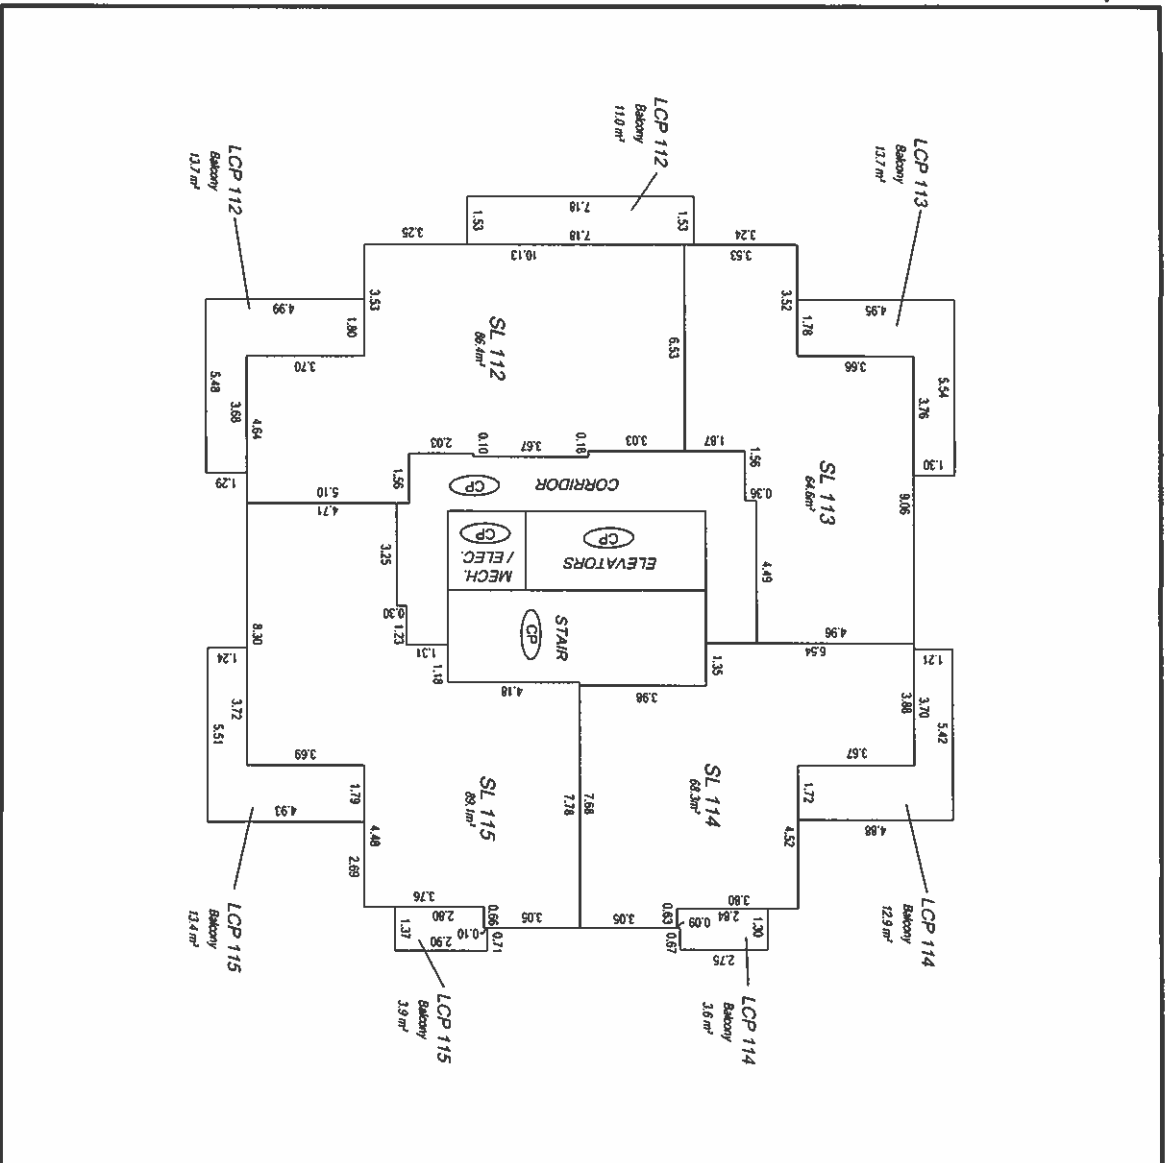 LCP 112
Balcony
11.0 m²
LCP 113
Balcony
13.7 m²
LCP 112
Balcony
13.7 m²
7.18
1.53
1.53
7.18
3.25
10.13
3.24
3.53
4.99
3.53
1.80
3.70
5.48
3.68
4.64
1.29
SL 112
86.4m²
6.53
3.52
1.78
4.95
3.66
5.54
3.76
1.30
2.03
0.10
3.67
0.18
3.03
1.87
1.56
0.36
SL 113
64.6m²
9.06
5.10
4.71
1.56
CP
CORRIDOR
3.25
CP
MECH.
/ ELEC.
CP
ELEVATORS
4.49
0.30
1.23
1.31
1.18
CP
STAIR
1.35
4.96
6.54
8.30
1.24
3.72
5.51
4.18
3.98
1.21
3.88
3.70
5.42
3.69
1.79
4.93
4.48
2.69
SL 115
89.1m²
7.78
7.68
SL 114
68.3m²
3.67
1.72
4.88
4.52
3.76
2.80
0.66
1.37
0.10
2.90
0.71
3.05
3.05
0.63
3.80
2.84
0.09
1.30
0.67
2.75
LCP 115
Balcony
13.4 m²
LCP 115
Balcony
3.9 m²
LCP 114
Balcony
3.6 m²
LCP 114
Balcony
12.9 m²